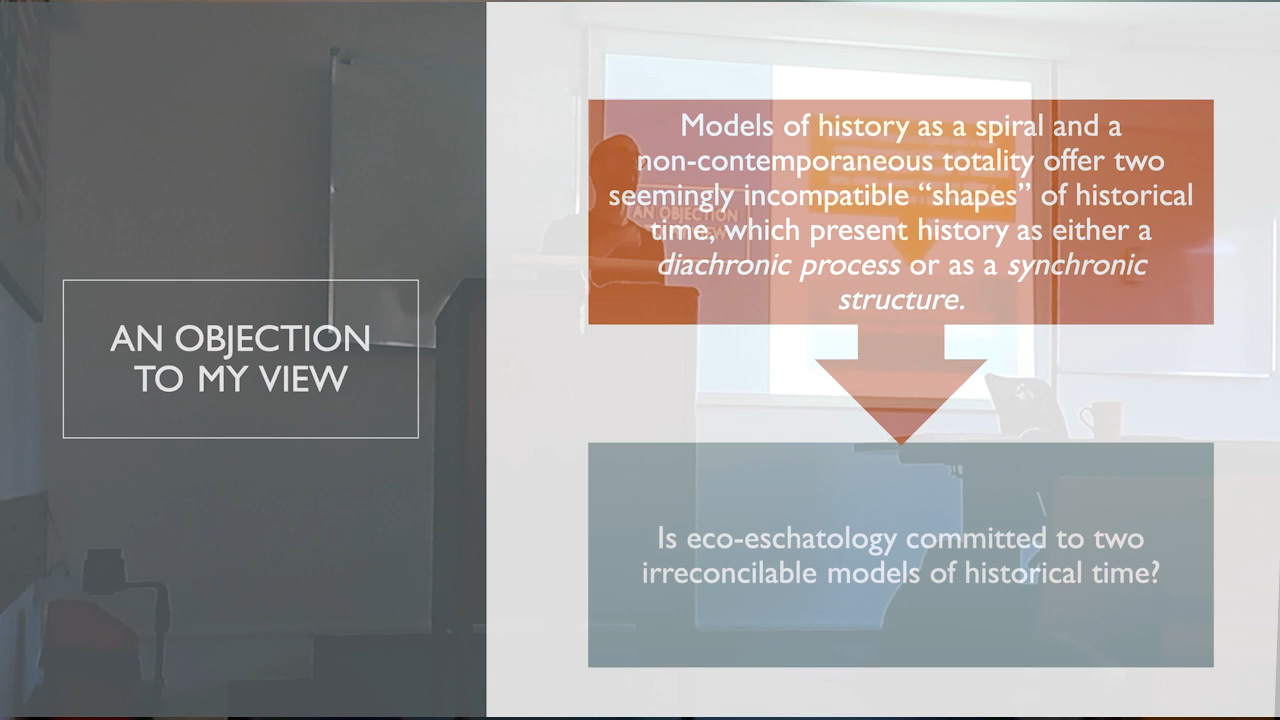 AN OBJECTION
TO MY VIEW
Models of history as a spiral and a
non-contemporaneous totality offer two
seemingly incompatible “shapes” of historical
time, which present history as either a
diachronic process or as a synchronic
structure.
Is eco-eschatology committed to two
irreconcilable models of historical time?
AN OBJECTION